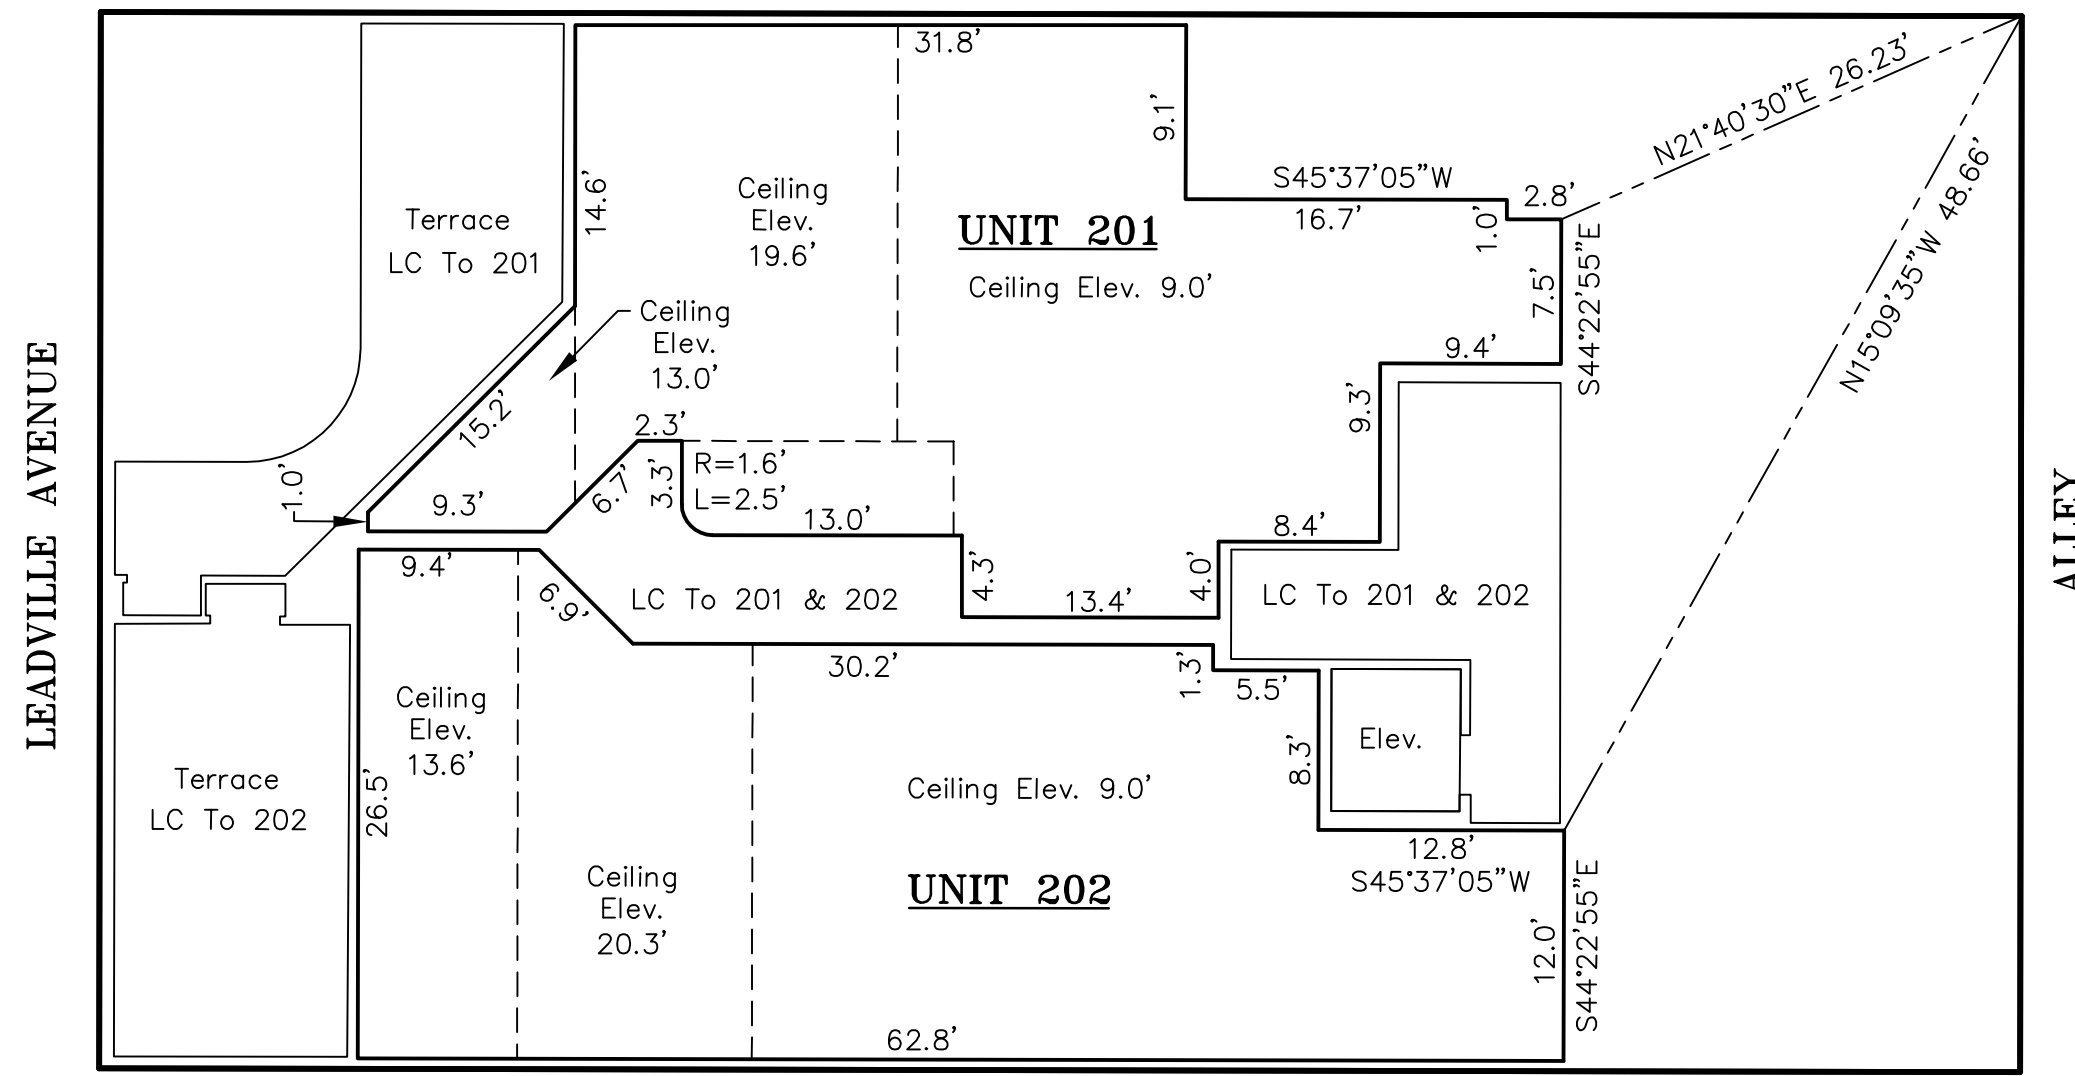 31.8’
9.1’
N21°40’30”E 26.23’
14.6’
Ceiling
Elev.
19.6’
S45°37’05”W
2.8’
N15°09’35”W 48.66’
Terrace
LC To 201
UNIT 201
16.7’
1.0’
S44°22’55”E
7.5’
Ceiling Elev. 9.0’
Ceiling
Elev.
13.0’
9.4’
9.3’
15.2’
2.3’
LEADVILLE AVENUE
1.0’
9.3’
6.7’
3.3’
R=1.6’
L=2.5’
13.0’
8.4’
ALLEY
9.4’
6.9’
LC To 201 & 202
4.3’
13.4’
4.0’
LC To 201 & 202
30.2’
1.3’
5.5’
Ceiling
Elev.
13.6’
Elev.
8.3’
Terrace
LC To 202
26.5’
Ceiling Elev. 9.0’
12.8’
S45°37’05”W
Ceiling
Elev.
20.3’
UNIT 202
12.0’
S44°22’55”E
62.8’